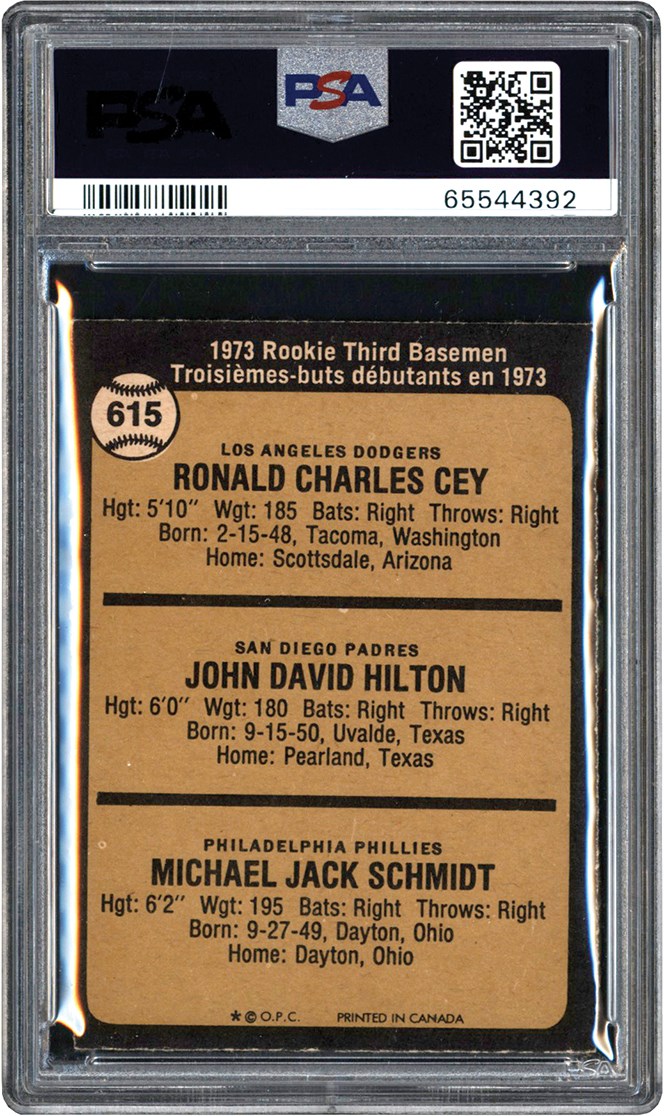 PSA
PSA
65544392
1973 Rookie Third Basemen
Troisièmes-buts débutants en 1973
615
LOS ANGELES DODGERS
RONALD CHARLES CEY
Hgt: 5'10" Wgt: 185 Bats: Right Throws: Right
Born: 2-15-48, Tacoma, Washington
Home: Scottsdale, Arizona
SAN DIEGO PADRES
JOHN DAVID HILTON
Hgt: 6'0" Wgt: 180 Bats: Right Throws: Right
Born: 9-15-50, Uvalde, Texas
Home: Pearland, Texas
PHILADELPHIA PHILLIES
MICHAEL JACK SCHMIDT
Hgt: 6'2" Wgt: 195 Bats: Right Throws: Right
Born: 9-27-49, Dayton, Ohio
Home: Dayton, Ohio
* © O.P.C. PRINTED IN CANADA
PSA